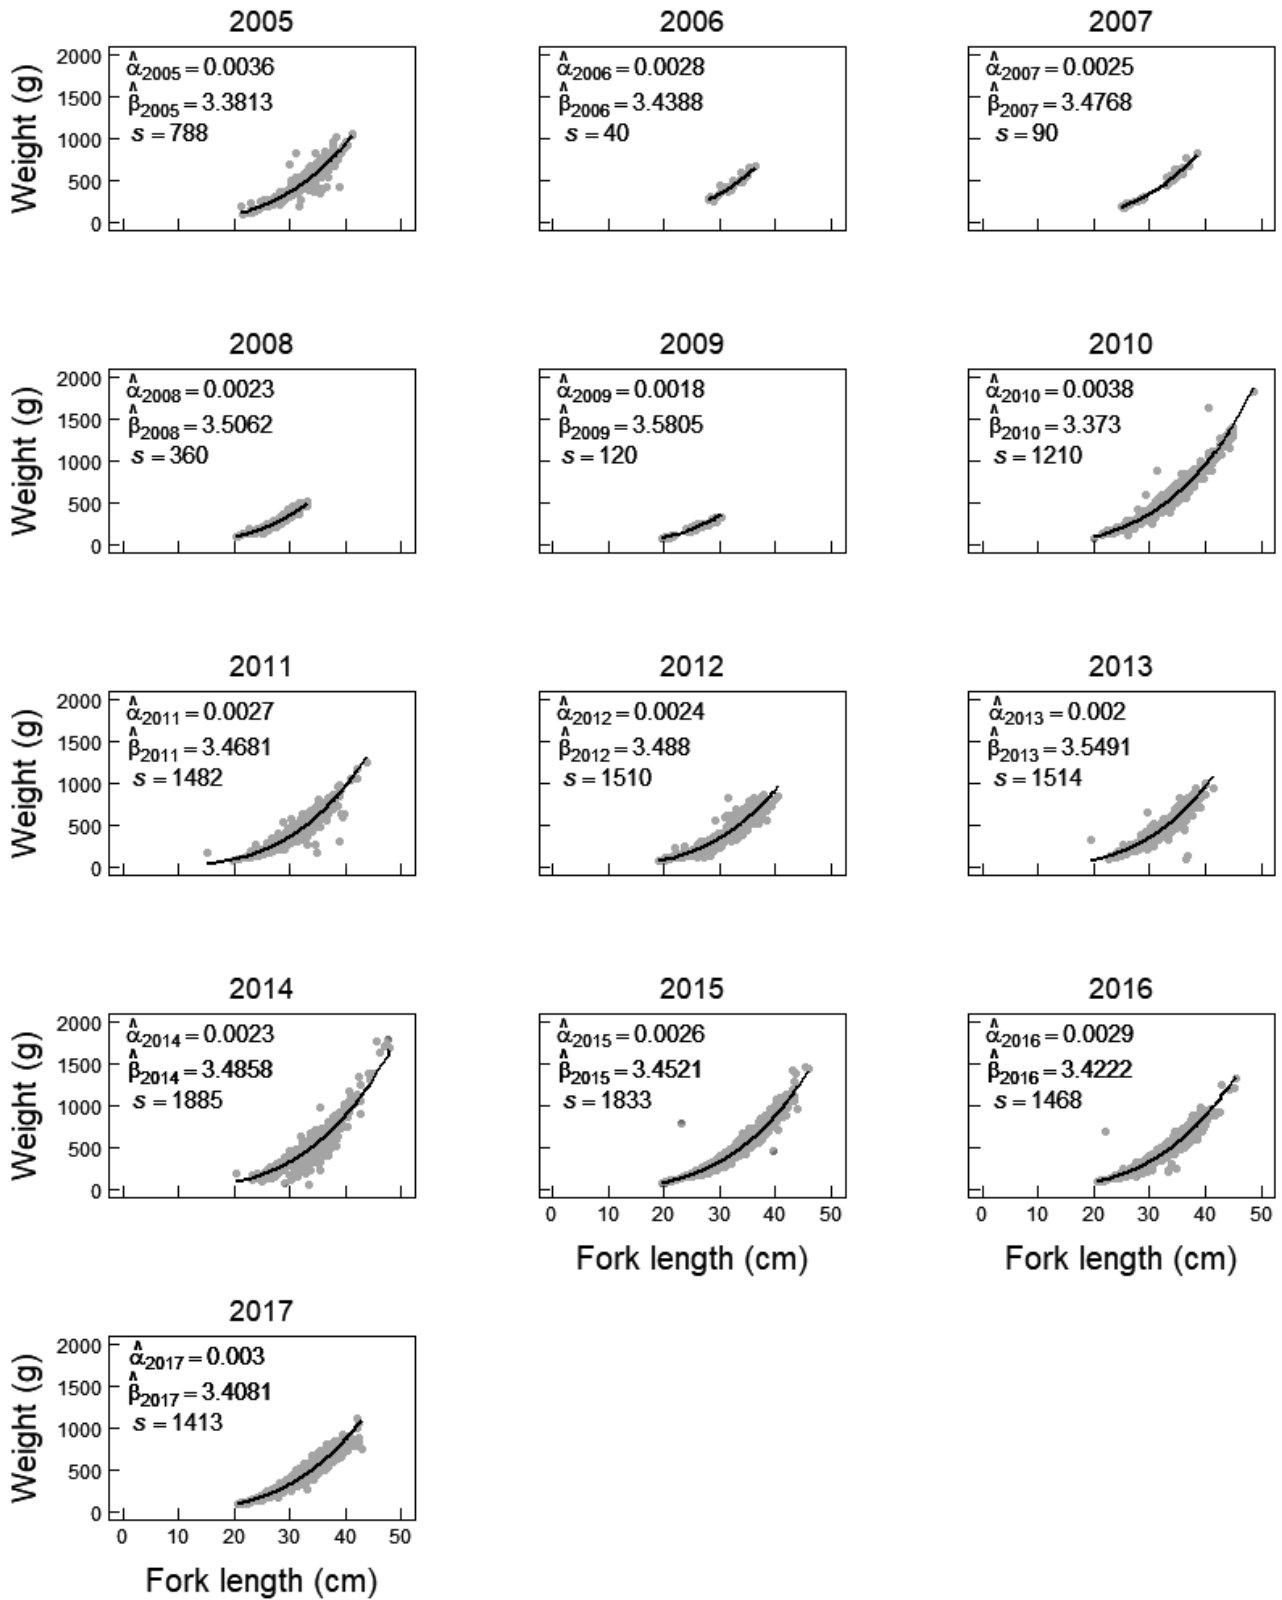 2005 2006 2007
Weight (g)
2000
1500
1000
500
0
α̂2005 = 0.0036
β̂2005 = 3.3813
s = 788
α̂2006 = 0.0028
β̂2006 = 3.4388
s = 40
α̂2007 = 0.0025
β̂2007 = 3.4768
s = 90
2008 2009 2010
Weight (g)
2000
1500
1000
500
0
α̂2008 = 0.0023
β̂2008 = 3.5062
s = 360
α̂2009 = 0.0018
β̂2009 = 3.5805
s = 120
α̂2010 = 0.0038
β̂2010 = 3.373
s = 1210
2011 2012 2013
Weight (g)
2000
1500
1000
500
0
α̂2011 = 0.0027
β̂2011 = 3.4681
s = 1482
α̂2012 = 0.0024
β̂2012 = 3.488
s = 1510
α̂2013 = 0.002
β̂2013 = 3.5491
s = 1514
2014 2015 2016
Weight (g)
2000
1500
1000
500
0
α̂2014 = 0.0023
β̂2014 = 3.4858
s = 1885
α̂2015 = 0.0026
β̂2015 = 3.4521
s = 1833
α̂2016 = 0.0029
β̂2016 = 3.4222
s = 1468
0 10 20 30 40 50
0 10 20 30 40 50
Fork length (cm)
Fork length (cm)
2017
Weight (g)
2000
1500
1000
500
0
α̂2017 = 0.003
β̂2017 = 3.4081
s = 1413
0 10 20 30 40 50
Fork length (cm)